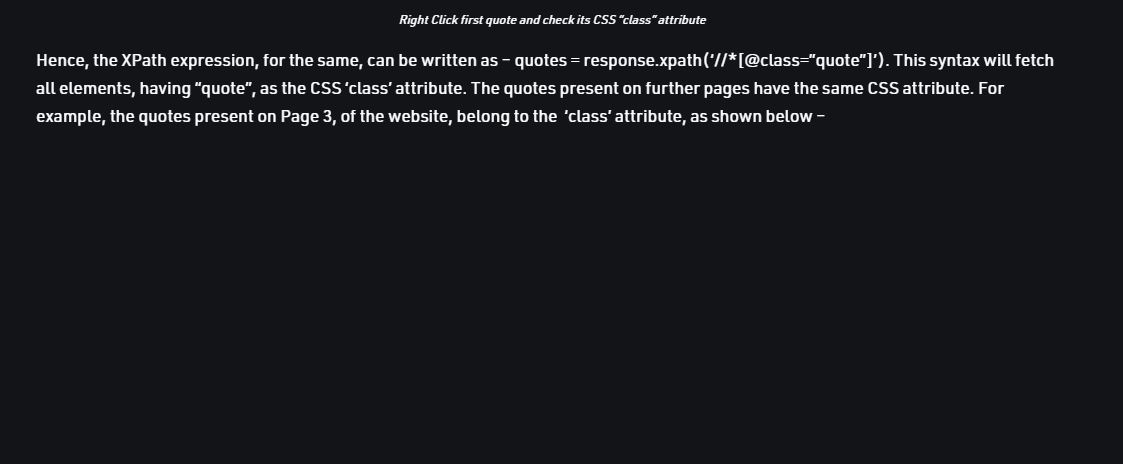 Right Click first quote and check its CSS “class” attribute
Hence, the XPath expression, for the same, can be written as – quotes = response.xpath(‘//*[@class=”quote”]’). This syntax will fetch
all elements, having “quote”, as the CSS ‘class’ attribute. The quotes present on further pages have the same CSS attribute. For
example, the quotes present on Page 3, of the website, belong to the  ‘class’ attribute, as shown below –